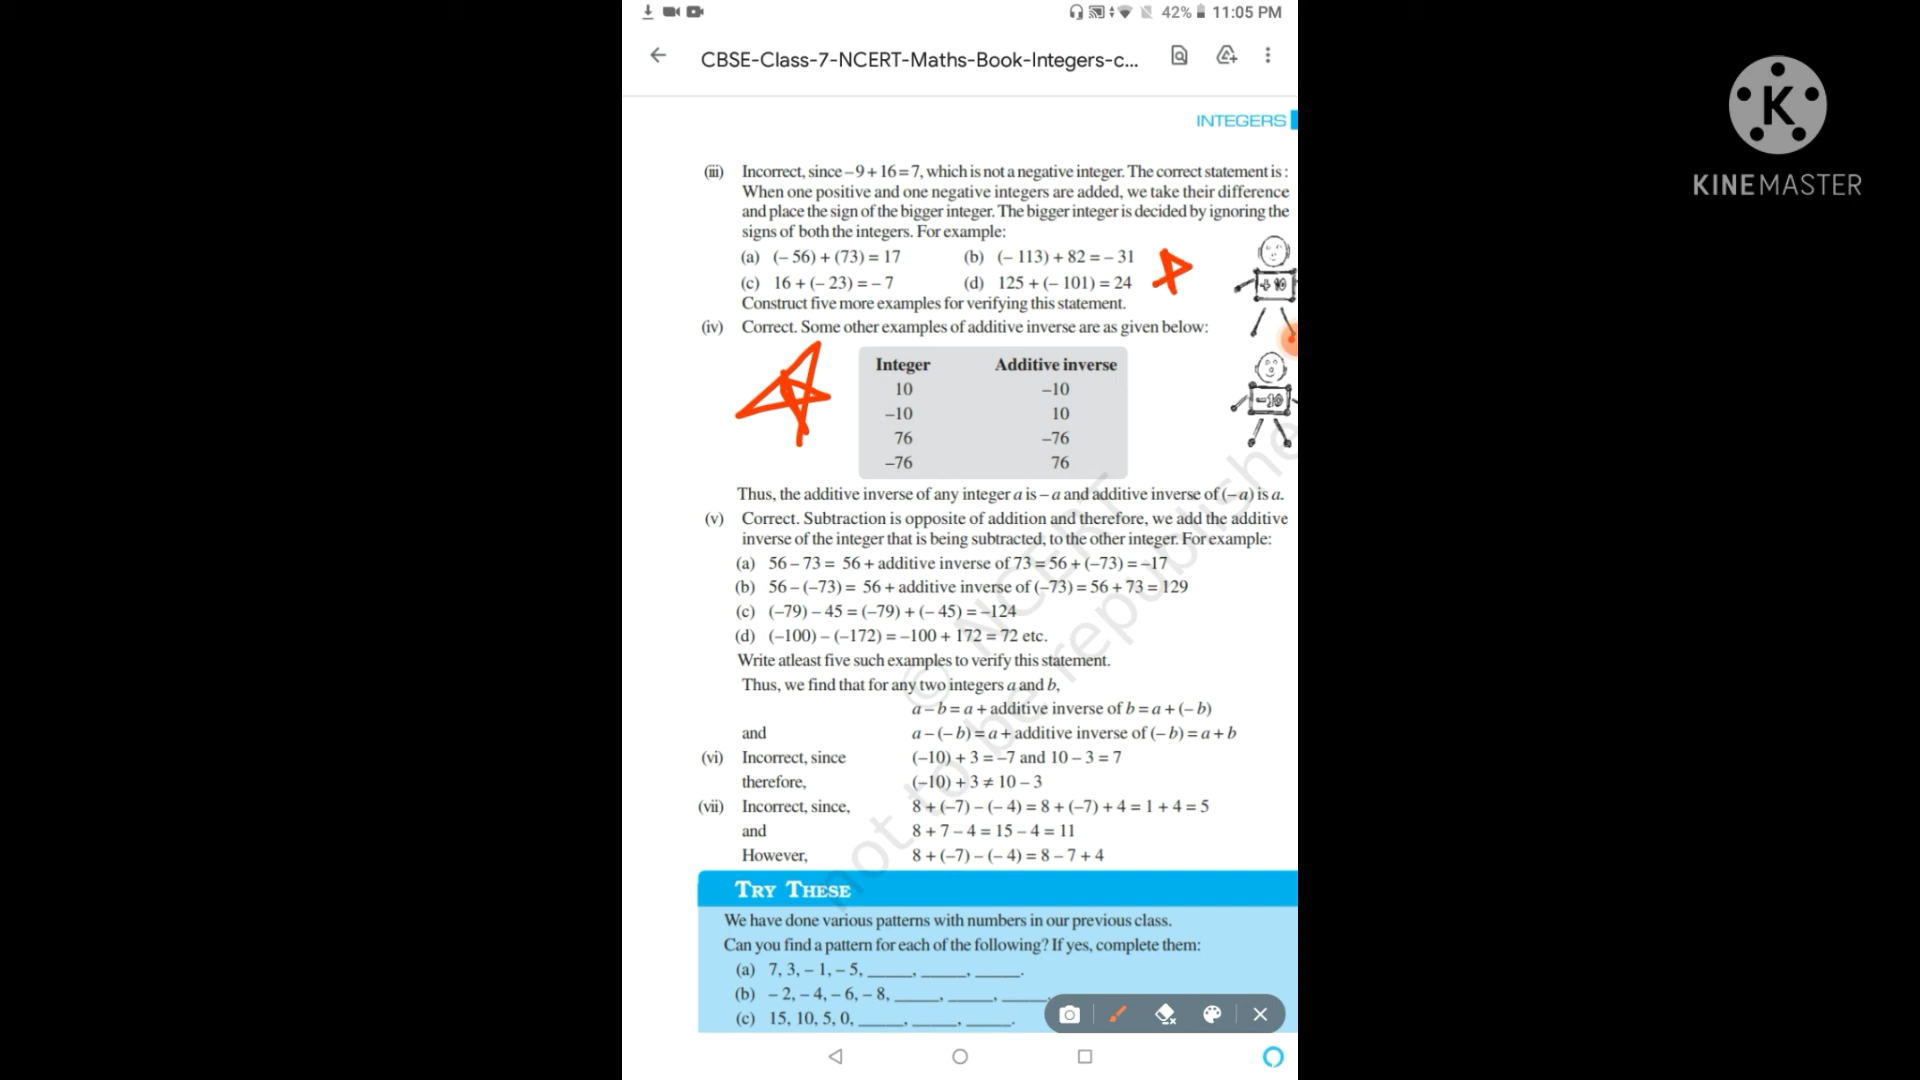 42% 11:05 PM
CBSE-Class-7-NCERT-Maths-Book-Integers-c...
KINEMASTER
INTEGERS
(iii) Incorrect, since – 9 + 16 = 7, which is not a negative integer. The correct statement is :
When one positive and one negative integers are added, we take their difference
and place the sign of the bigger integer. The bigger integer is decided by ignoring the
signs of both the integers. For example:
(a) (– 56) + (73) = 17 (b) (– 113) + 82 = – 31
(c) 16 + (– 23) = – 7 (d) 125 + (– 101) = 24
+ 10
Construct five more examples for verifying this statement.
(iv) Correct. Some other examples of additive inverse are as given below:
Integer Additive inverse
10 –10
–10 10
76 –76
–76 76
–10
Thus, the additive inverse of any integer a is – a and additive inverse of (– a) is a.
(v) Correct. Subtraction is opposite of addition and therefore, we add the additive
inverse of the integer that is being subtracted, to the other integer. For example:
(a) 56 – 73 = 56 + additive inverse of 73 = 56 + (–73) = –17
(b) 56 – (–73) = 56 + additive inverse of (–73) = 56 + 73 = 129
(c) (–79) – 45 = (–79) + (– 45) = –124
(d) (–100) – (–172) = –100 + 172 = 72 etc.
Write atleast five such examples to verify this statement.
Thus, we find that for any two integers a and b,
a – b = a + additive inverse of b = a + (– b)
and a – (– b) = a + additive inverse of (– b) = a + b
(vi) Incorrect, since (–10) + 3 = –7 and 10 – 3 = 7
therefore, (–10) + 3 ≠ 10 – 3
(vii) Incorrect, since, 8 + (–7) – (– 4) = 8 + (–7) + 4 = 1 + 4 = 5
and 8 + 7 – 4 = 15 – 4 = 11
However, 8 + (–7) – (– 4) = 8 – 7 + 4
© NCERT
not to be republishe
TRY THESE
We have done various patterns with numbers in our previous class.
Can you find a pattern for each of the following? If yes, complete them:
(a) 7, 3, – 1, – 5, _____, _____, _____.
(b) – 2, – 4, – 6, – 8, _____, _____, _____.
(c) 15, 10, 5, 0, _____, _____, _____.